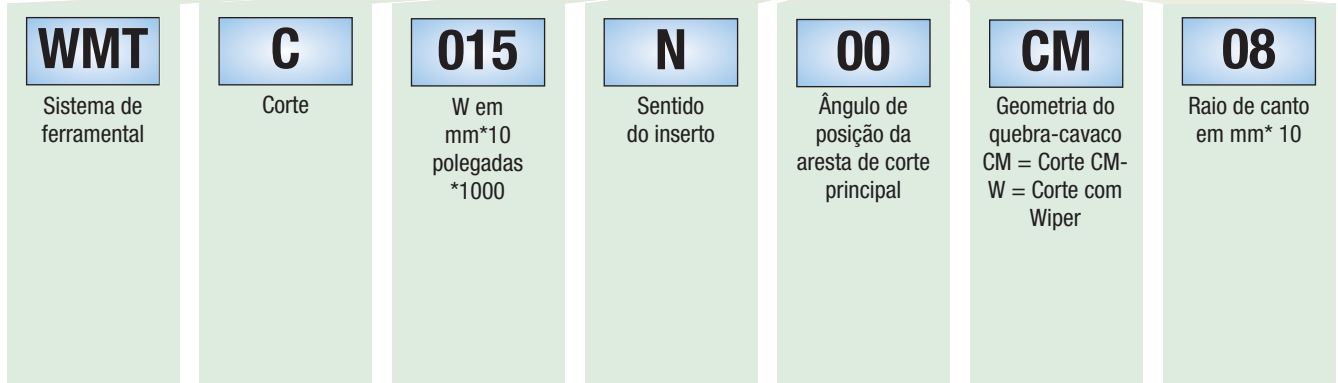 WMT
Sistema de
ferramental
C
Corte
015
W em
mm*10
polegadas
*1000
N
Sentido
do inserto
00
Ângulo de
posição da
aresta de corte
principal
CM
Geometria do
quebra-cavaco
CM = Corte CM-
W = Corte com
Wiper
08
Raio de canto
em mm* 10